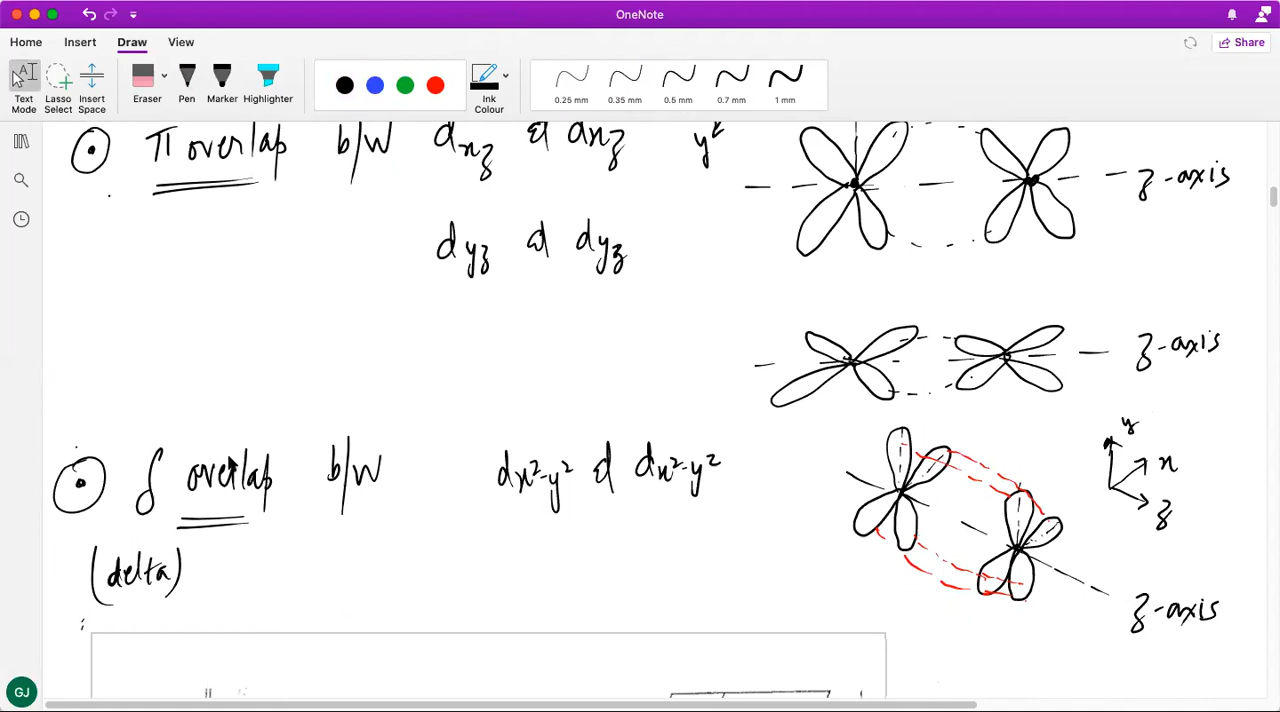 OneNote
Home Insert Draw View
Share
Text Mode
Lasso Select
Insert Space
Eraser
Pen
Marker
Highlighter
Ink Colour
0.25 mm 0.35 mm 0.5 mm 0.7 mm 1 mm
π overlap b/w dxz & dxz
z-axis
dyz & dyz
z-axis
δ overlap b/w dx²-y² & dx²-y²
y
x
z
(delta)
z-axis
GJ